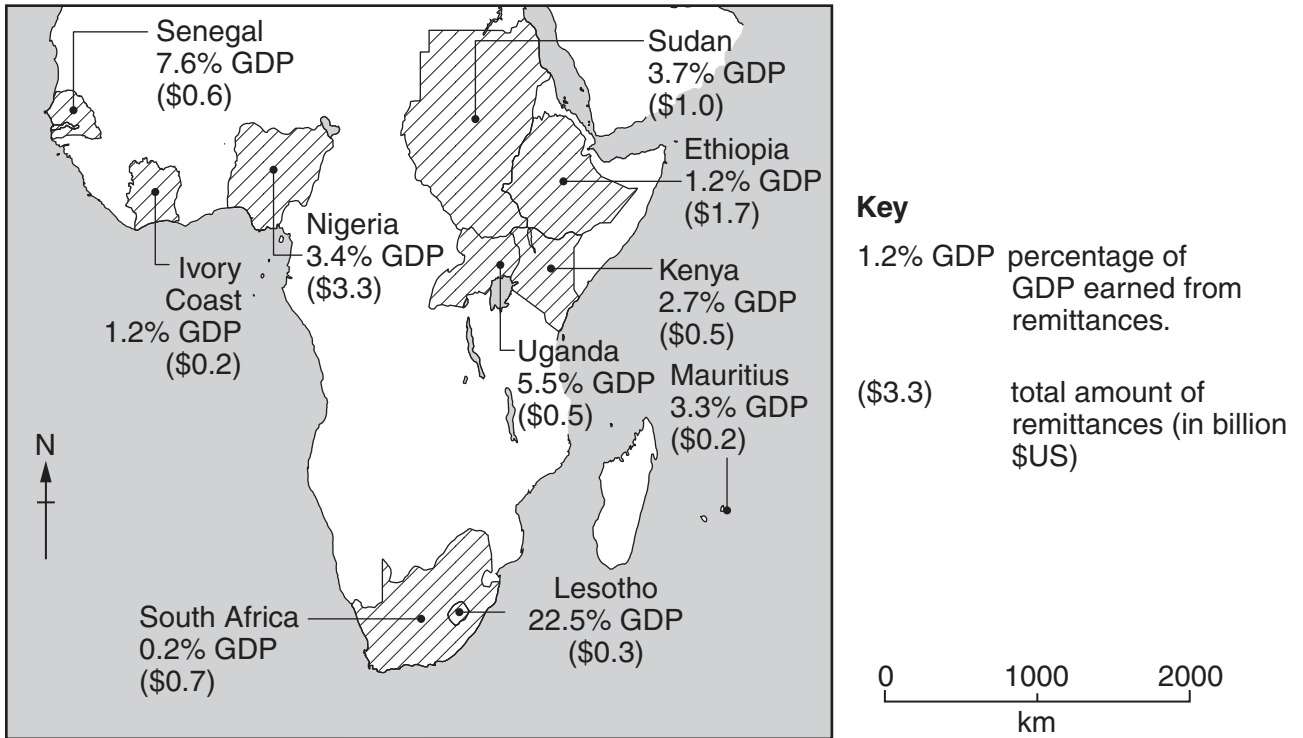 Senegal
7.6% GDP
($0.6)
Sudan
3.7% GDP
($1.0)
Ethiopia
1.2% GDP
($1.7)
Nigeria
3.4% GDP
($3.3)
Ivory
Coast
1.2% GDP
($0.2)
Kenya
2.7% GDP
($0.5)
Uganda
5.5% GDP
($0.5)
Mauritius
3.3% GDP
($0.2)
N
South Africa
0.2% GDP
($0.7)
Lesotho
22.5% GDP
($0.3)
Key
1.2% GDP percentage of
GDP earned from
remittances.
($3.3) total amount of
remittances (in billion
$US)
0 1000 2000
km